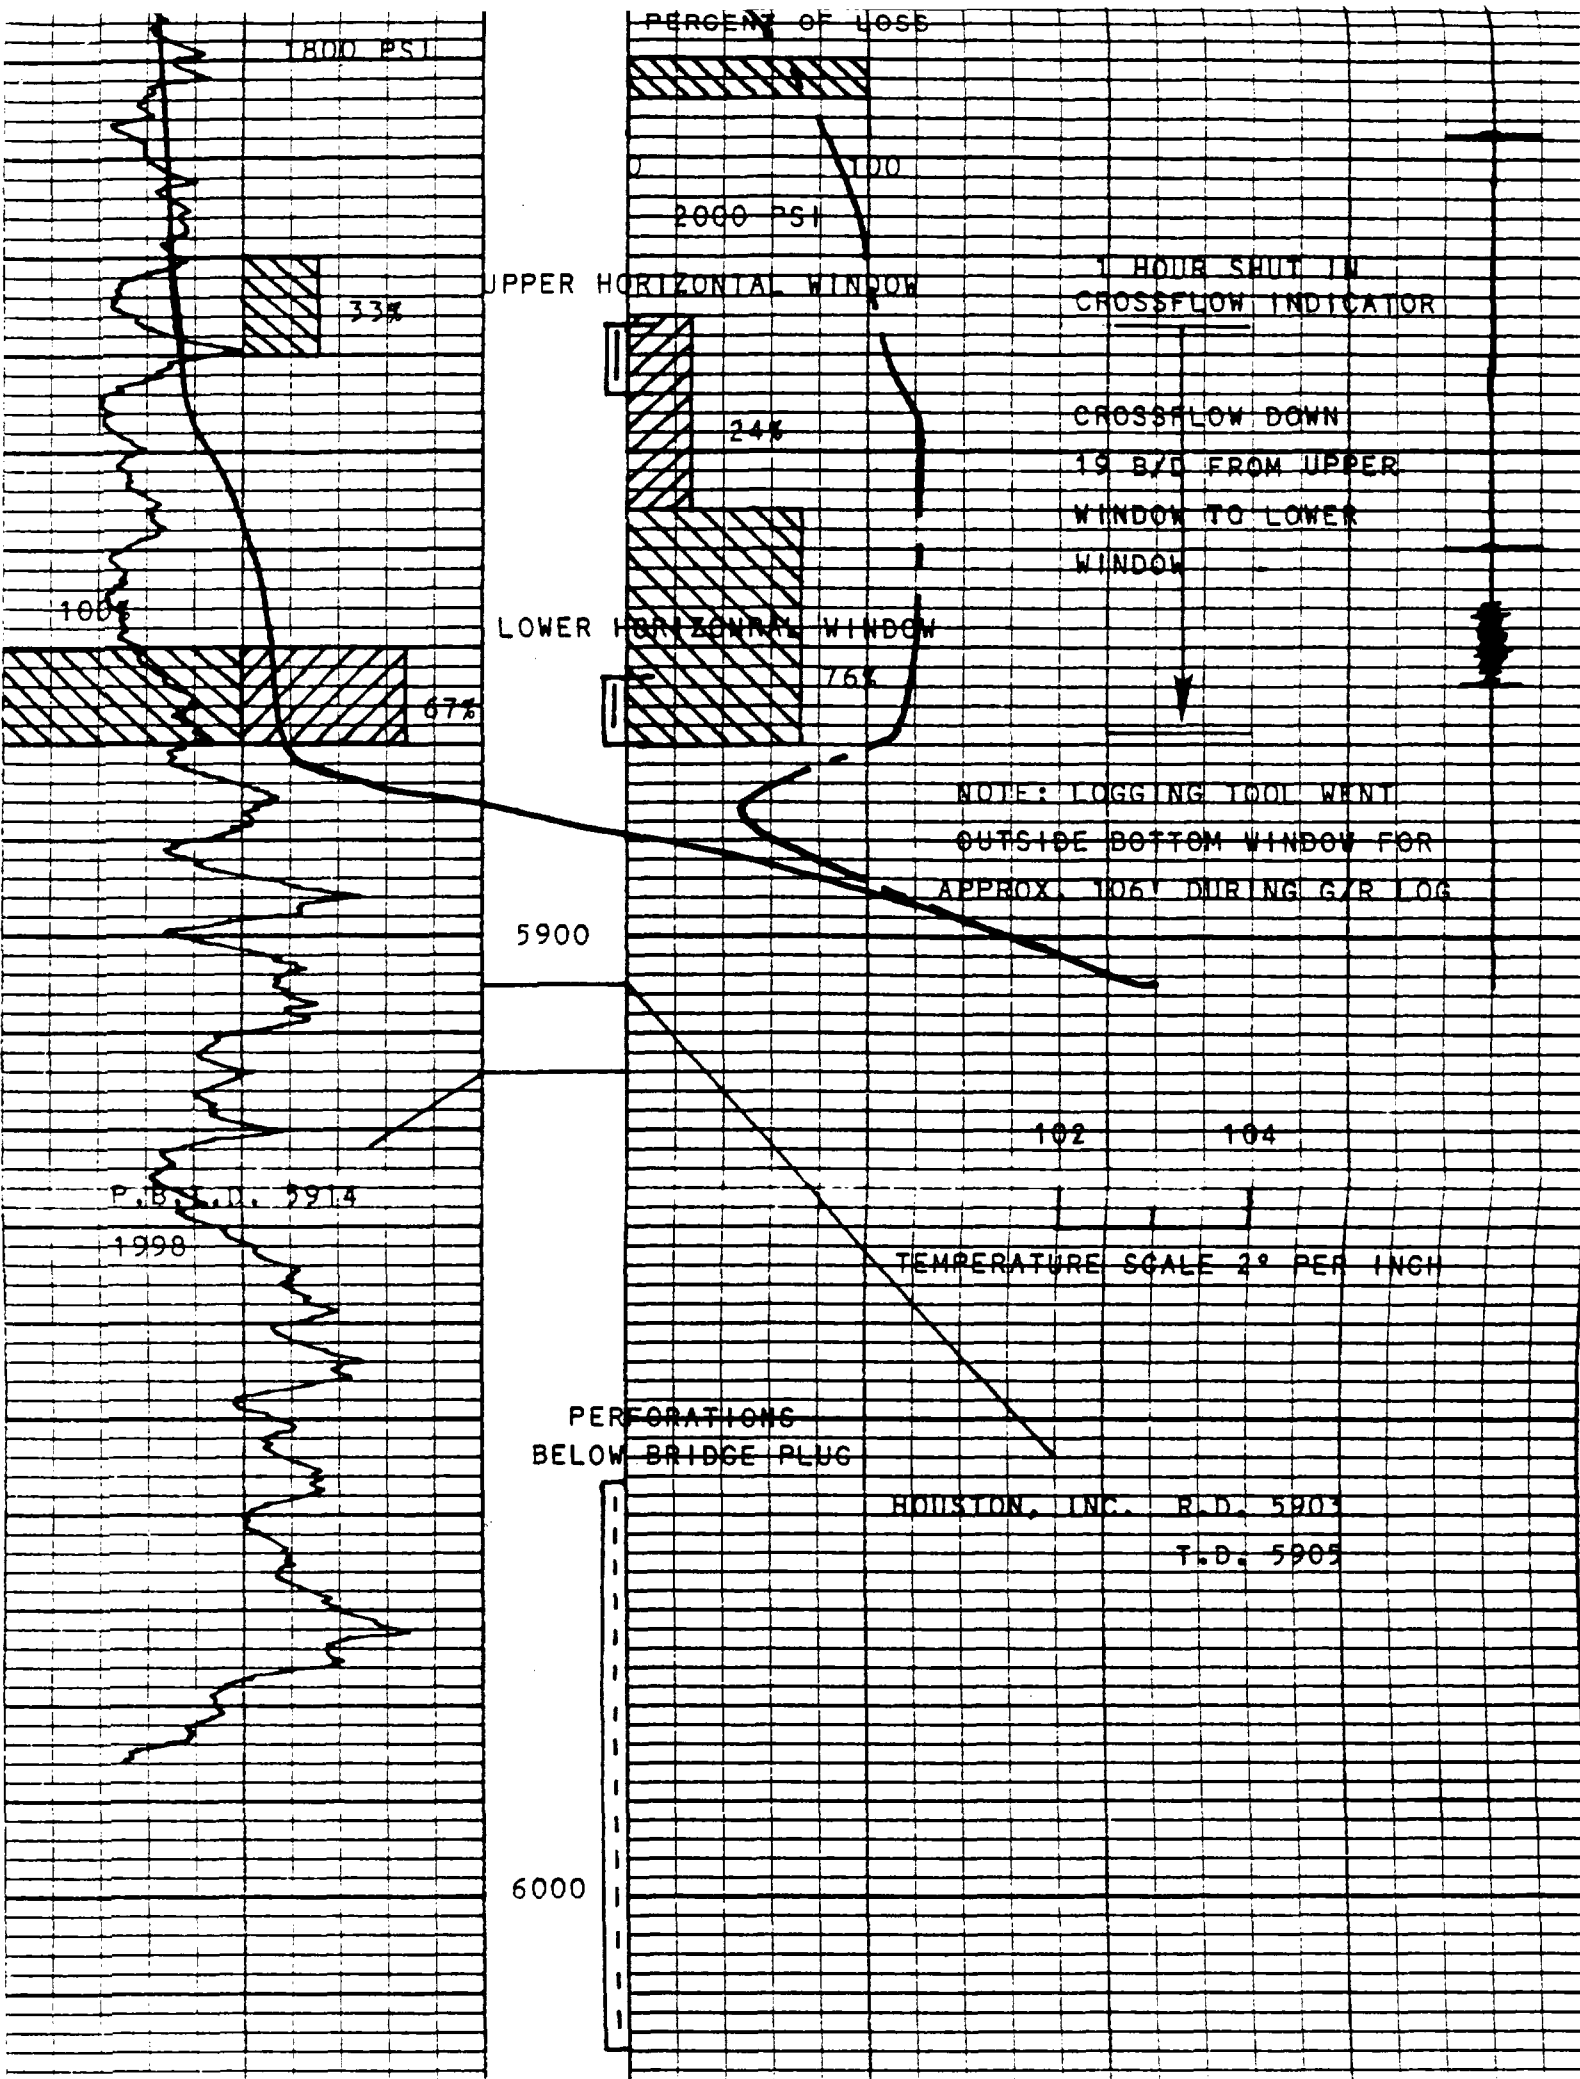 PERCENT OF LOSS
1800 PSI
0 100
2000 PSI
UPPER HORIZONTAL WINDOW
33%
24%
1 HOUR SHUT IN
CROSSFLOW INDICATOR
CROSSFLOW DOWN
19 B/D FROM UPPER
WINDOW TO LOWER
WINDOW
100%
LOWER HORIZONRAL WINDOW
76%
67%
NOTE: LOGGING TOOL WENT
OUTSIDE BOTTOM WINDOW FOR
APPROX. 106' DURING G/R LOG
5900
102 104
P.B.T.D. 5914
1998
TEMPERATURE SCALE 2° PER INCH
PERFORATIONS
BELOW BRIDGE PLUG
HOUSTON, INC. R.D. 5903
T.D. 5905
6000